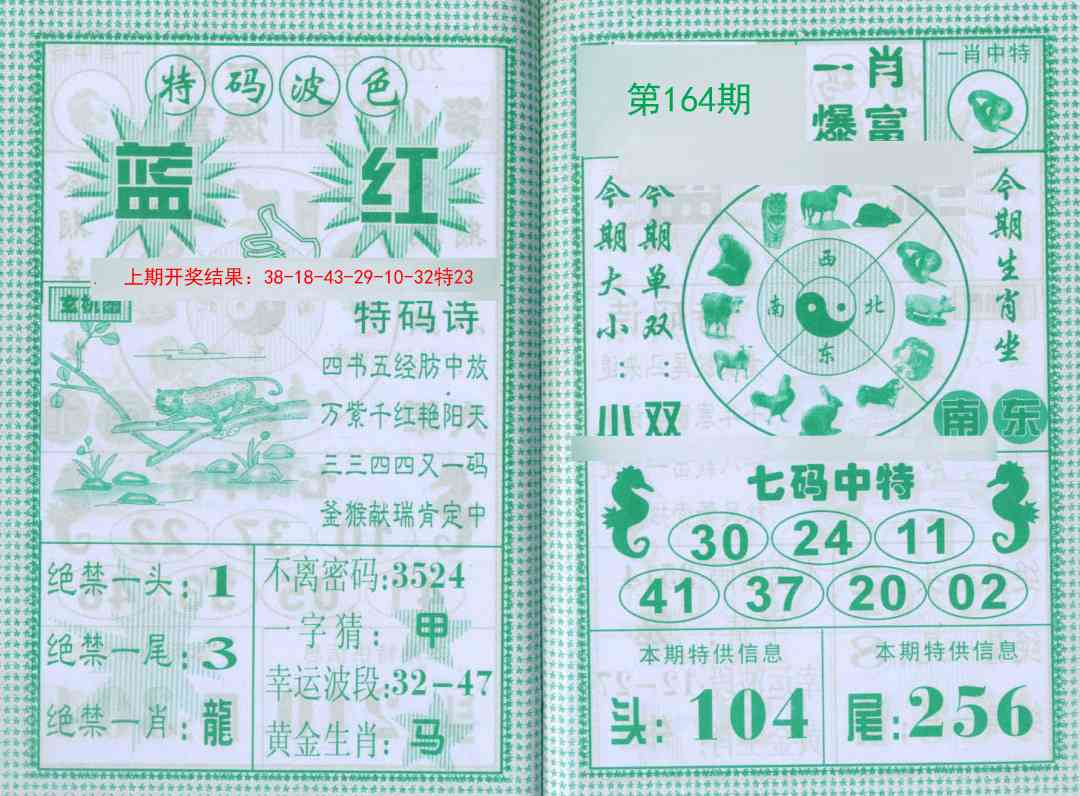 特码波色
蓝 红
上期开奖结果：38-18-43-29-10-32特23
玄机图
特码诗
四书五经肪中放
万紫千红艳阳天
三三四四又一码
釜猴献瑞肯定中
绝禁一头：1
绝禁一尾：3
绝禁一肖：龍
不离密码：3524
一字猜：甲
幸运波段：32-47
黄金生肖：马
第164期
一肖
爆富
一肖中特
今期大小：小
今期单双：双
西
南 北
东
今期生肖坐
南东
七码中特
30 24 11
41 37 20 02
本期特供信息
头：104
本期特供信息
尾：256